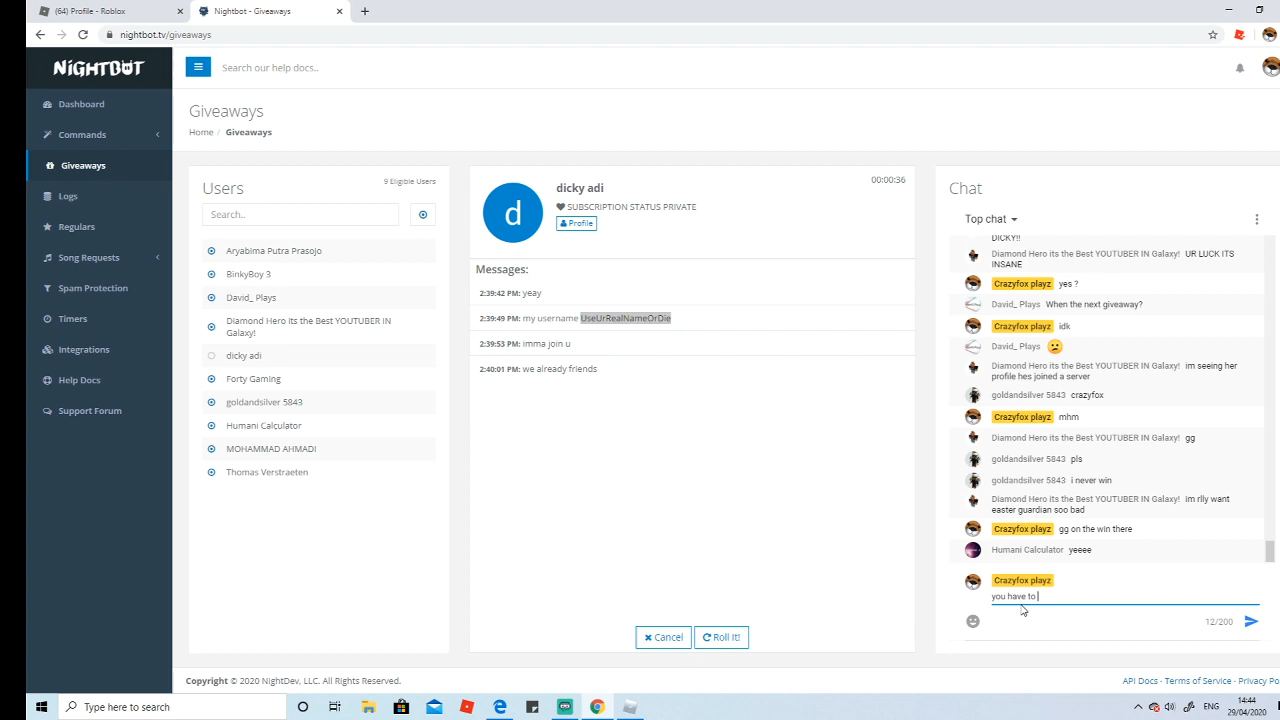 (64) Profile - Roblox
Nightbot - Giveaways
nightbot.tv/giveaways
NiGHTBOT
Search our help docs..
Dashboard
Commands
Giveaways
Logs
Regulars
Song Requests
Spam Protection
Timers
Integrations
Help Docs
Support Forum
Giveaways
Home / Giveaways
Users
9 Eligible Users
Search..
Aryabima Putra Prasojo
BinkyBoy 3
David_ Plays
Diamond Hero its the Best YOUTUBER IN
Galaxy!
dicky adi
Forty Gaming
goldandsilver 5843
Humani Calculator
MOHAMMAD AHMADI
Thomas Verstraeten
d
dicky adi
00:00:36
SUBSCRIPTION STATUS PRIVATE
Profile
Messages:
2:39:42 PM: yeay
2:39:49 PM: my username UseUrRealNameOrDie
2:39:53 PM: imma join u
2:40:01 PM: we already friends
Cancel
Roll It!
Chat
Top chat
DICKY!!
Diamond Hero its the Best YOUTUBER IN Galaxy! UR LUCK ITS
INSANE
Crazyfox playz yes ?
David_ Plays When the next giveaway?
Crazyfox playz idk
David_ Plays
Diamond Hero its the Best YOUTUBER IN Galaxy! im seeing her
profile hes joined a server
goldandsilver 5843 crazyfox
Crazyfox playz mhm
Diamond Hero its the Best YOUTUBER IN Galaxy! gg
goldandsilver 5843 pls
goldandsilver 5843 i never win
Diamond Hero its the Best YOUTUBER IN Galaxy! im rlly want
easter guardian soo bad
Crazyfox playz gg on the win there
Humani Calculator yeeee
Crazyfox playz
you have to
12/200
Copyright © 2020 NightDev, LLC. All Rights Reserved.
API Docs - Terms of Service - Privacy Po
Type here to search
ENG
14:44
29/04/2020